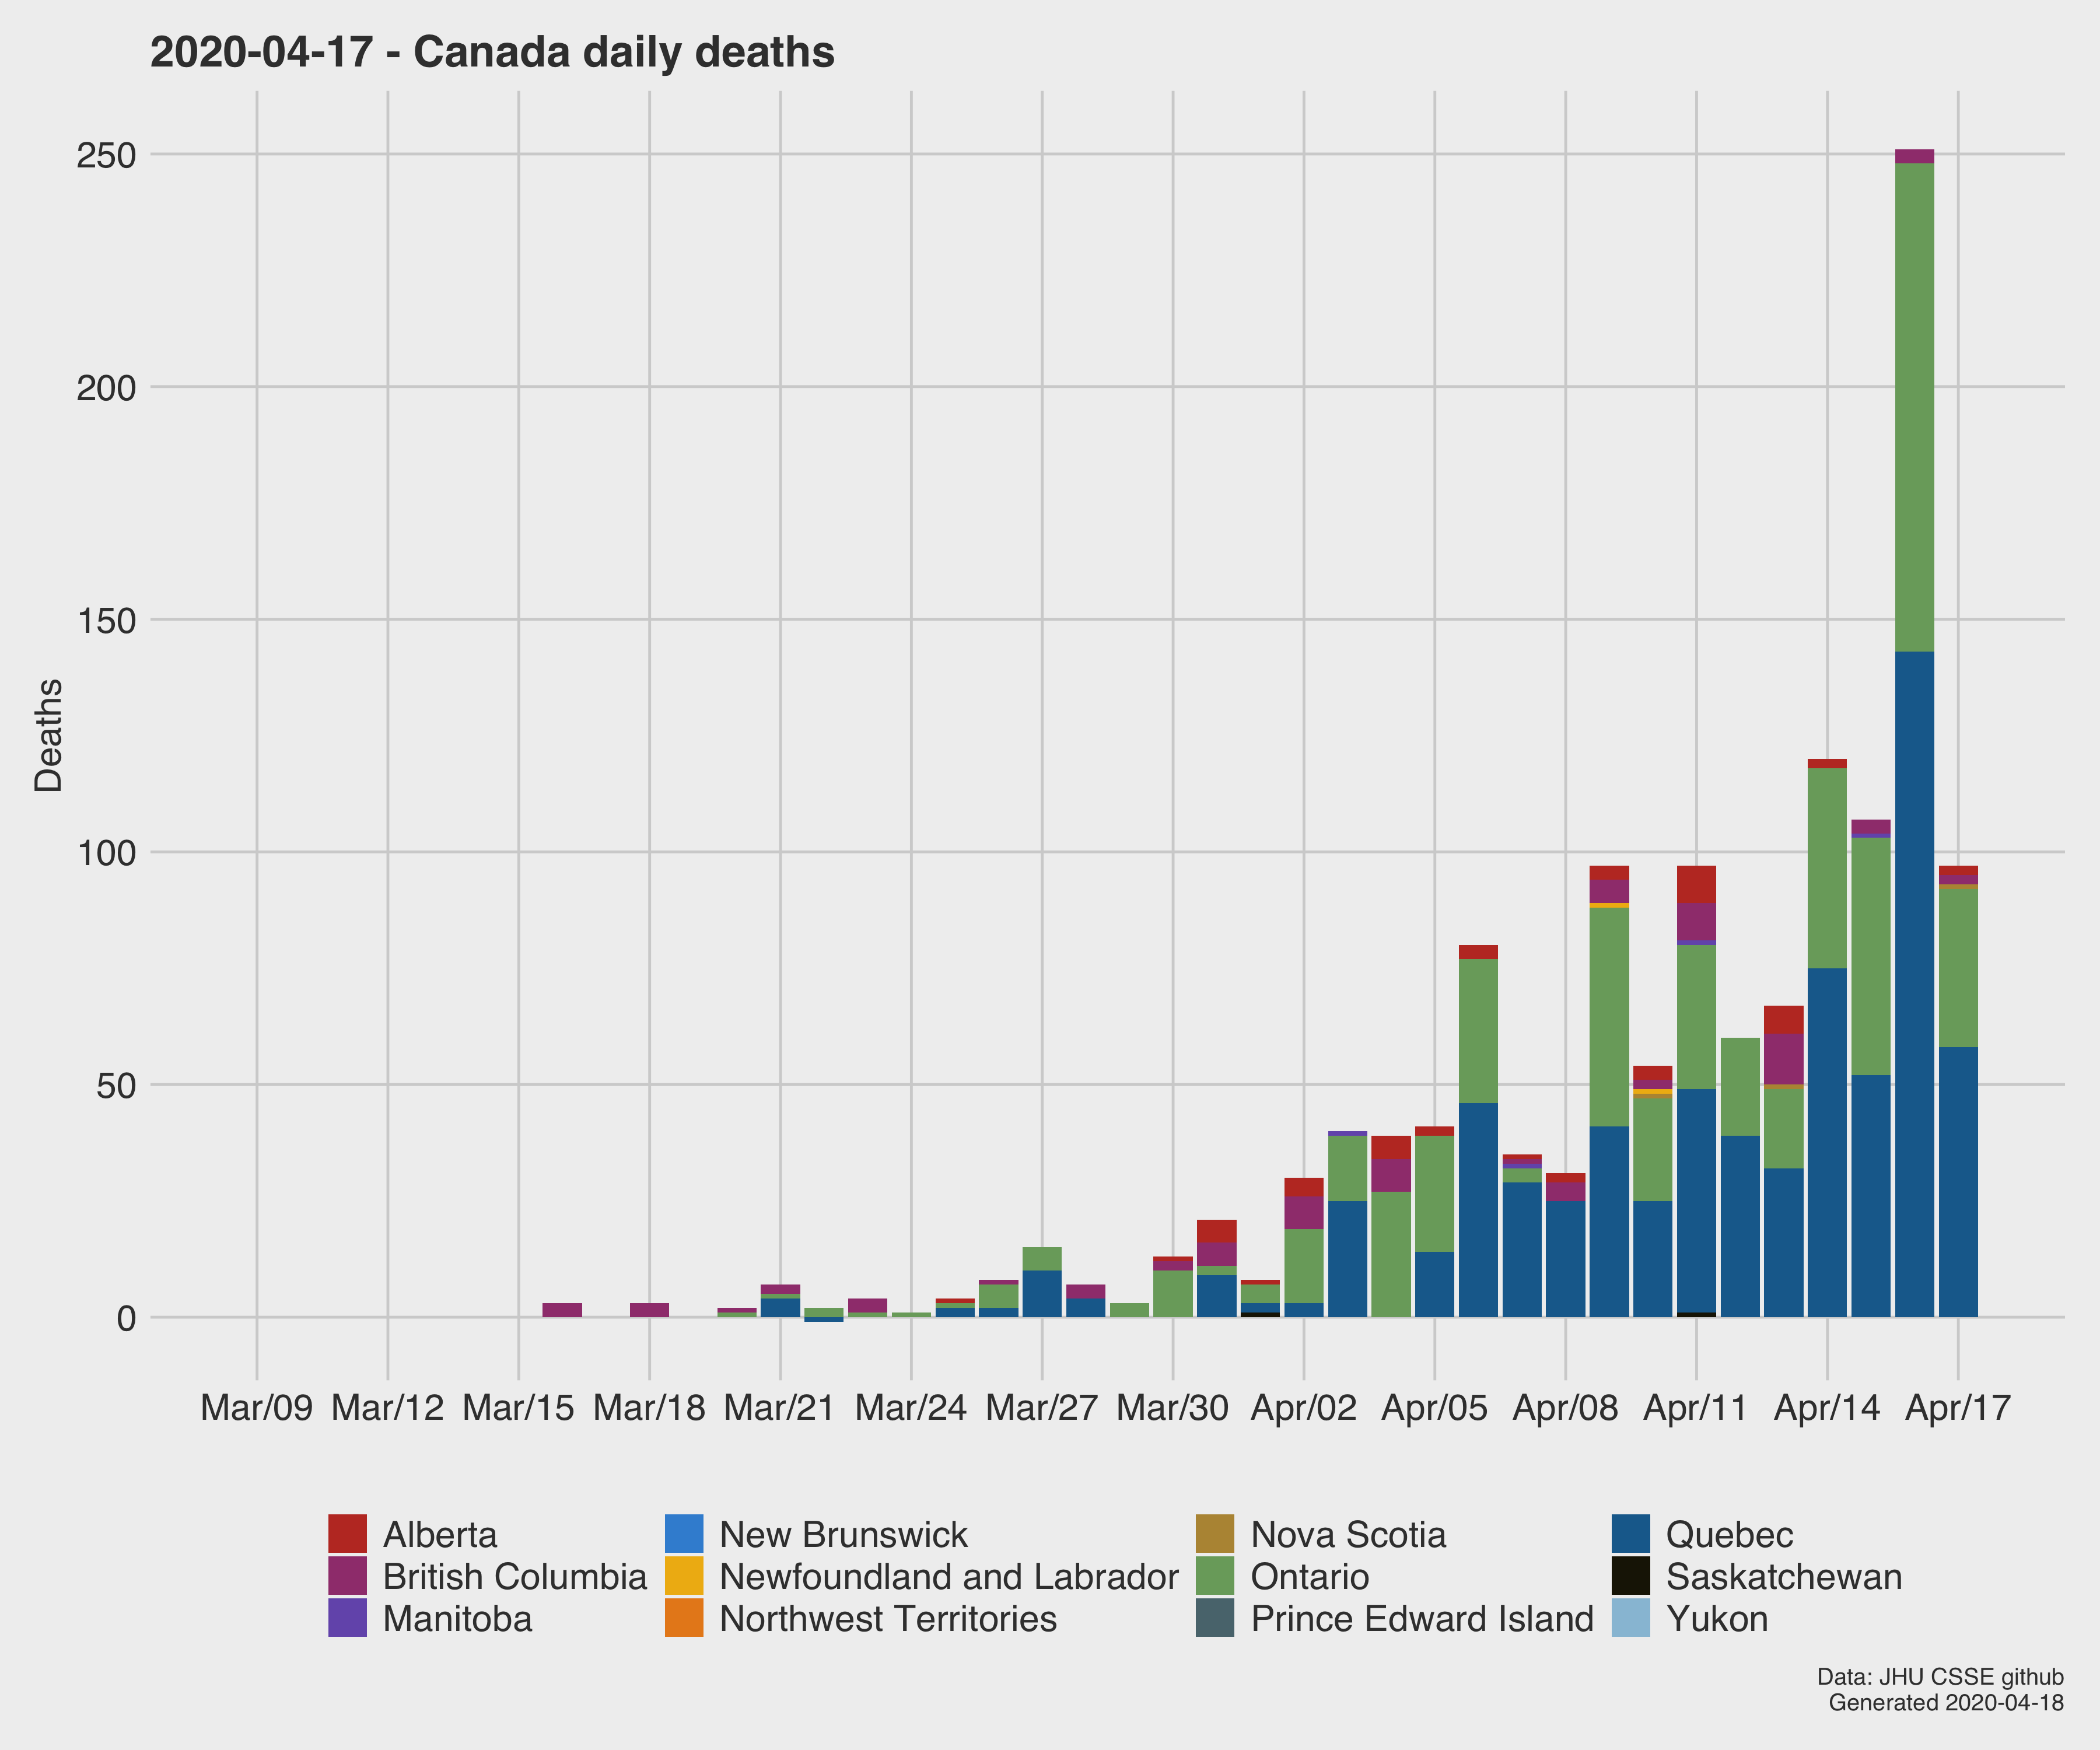 2020-04-17 - Canada daily deaths
250
200
150
100
50
0
Deaths
Mar/09 Mar/12 Mar/15 Mar/18 Mar/21 Mar/24 Mar/27 Mar/30 Apr/02 Apr/05 Apr/08 Apr/11 Apr/14 Apr/17
Alberta New Brunswick Nova Scotia Quebec
British Columbia Newfoundland and Labrador Ontario Saskatchewan
Manitoba Northwest Territories Prince Edward Island Yukon
Data: JHU CSSE github
Generated 2020-04-18